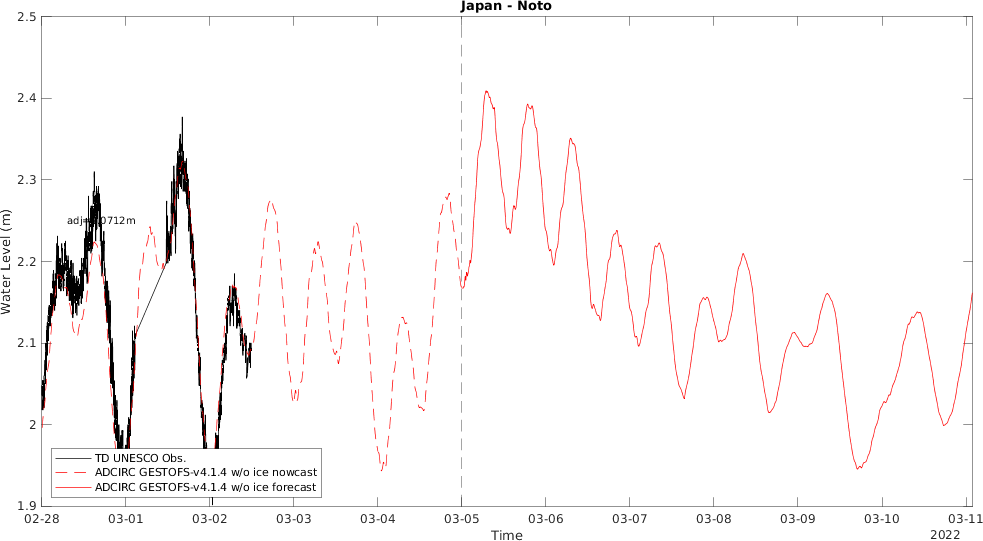 Japan - Noto
2.5
2.4
2.3
2.2
2.1
2
1.9
Water Level (m)
TD UNESCO Obs.
ADCIRC GESTOFS-v4.1.4 w/o ice nowcast
ADCIRC GESTOFS-v4.1.4 w/o ice forecast
02-28 03-01 03-02 03-03 03-04 03-05 03-06 03-07 03-08 03-09 03-10 03-11
Time
2022